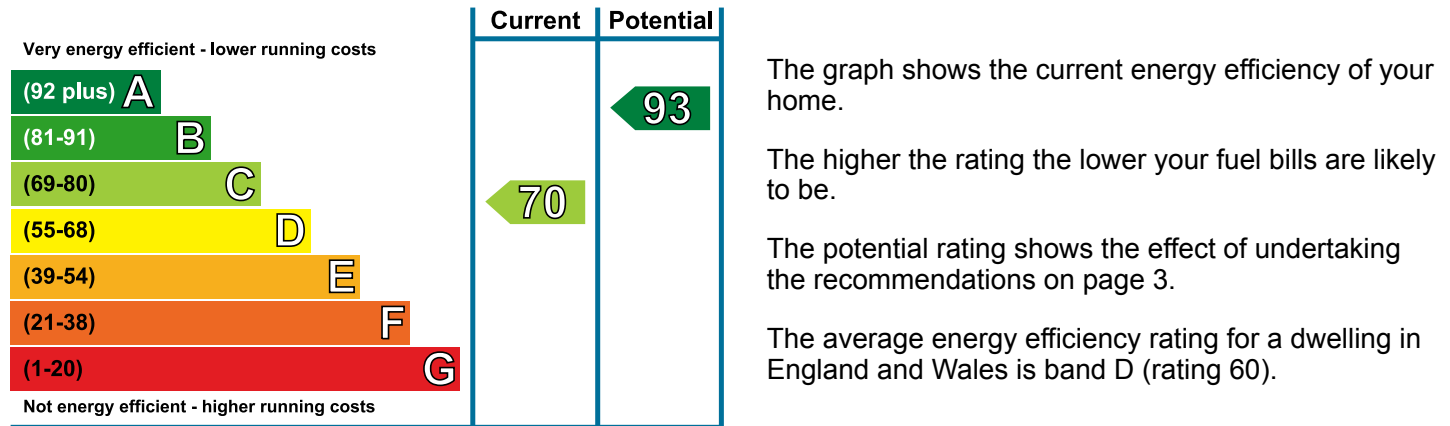 Current Potential
Very energy efficient - lower running costs
(92 plus) A
93
(81-91) B
(69-80) C
70
(55-68) D
(39-54) E
(21-38) F
(1-20) G
Not energy efficient - higher running costs
The graph shows the current energy efficiency of your
home.
The higher the rating the lower your fuel bills are likely
to be.
The potential rating shows the effect of undertaking
the recommendations on page 3.
The average energy efficiency rating for a dwelling in
England and Wales is band D (rating 60).